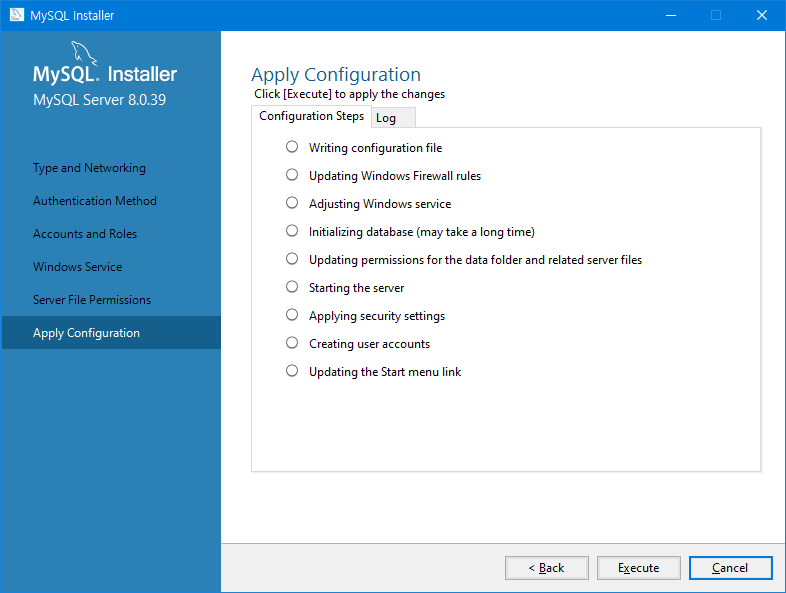 MySQL Installer
MySQL. Installer
MySQL Server 8.0.39
Type and Networking
Authentication Method
Accounts and Roles
Windows Service
Server File Permissions
Apply Configuration
Apply Configuration
Click [Execute] to apply the changes
Configuration Steps Log
Writing configuration file
Updating Windows Firewall rules
Adjusting Windows service
Initializing database (may take a long time)
Updating permissions for the data folder and related server files
Starting the server
Applying security settings
Creating user accounts
Updating the Start menu link
< Back Execute Cancel